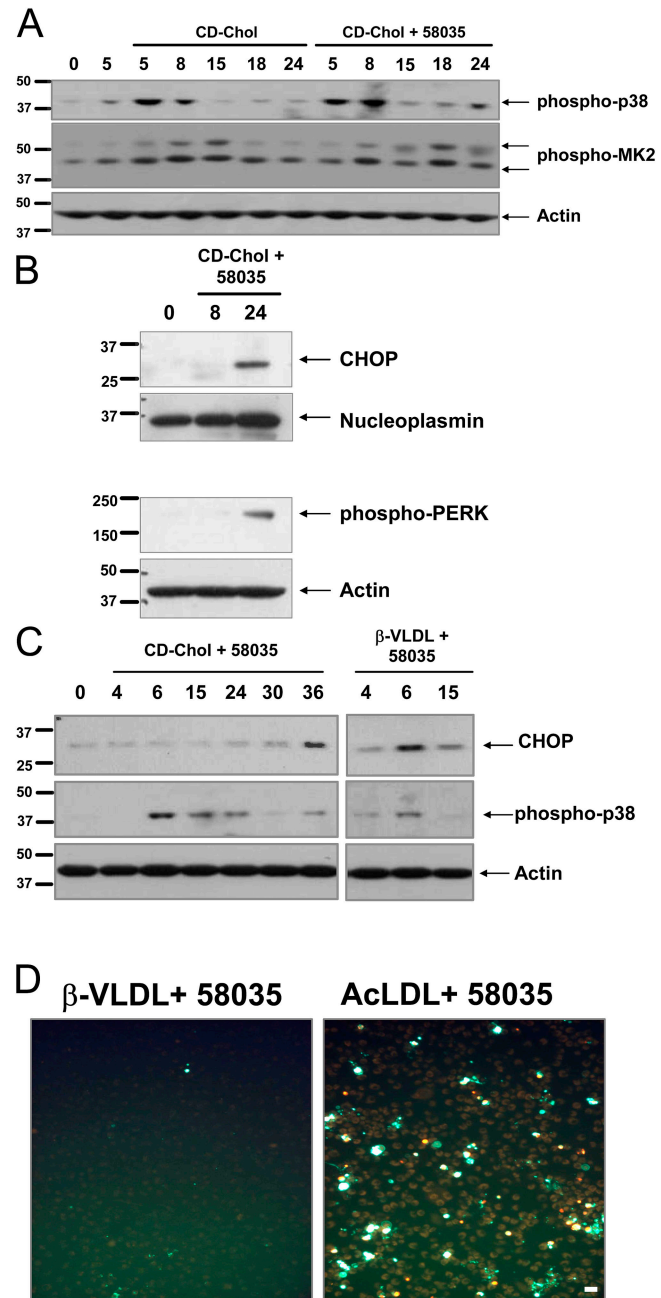 A
CD-Chol CD-Chol + 58035
0 5 5 8 15 18 24 5 8 15 18 24
50
37
phospho-p38
50
37
phospho-MK2
50
37
Actin
B
CD-Chol +
58035
0 8 24
37
25
CHOP
37
Nucleoplasmin
250
150
phospho-PERK
50
37
Actin
C
CD-Chol + 58035
β-VLDL +
58035
0 4 6 15 24 30 36 4 6 15
37
25
CHOP
50
37
phospho-p38
50
37
Actin
D
β-VLDL+ 58035 AcLDL+ 58035